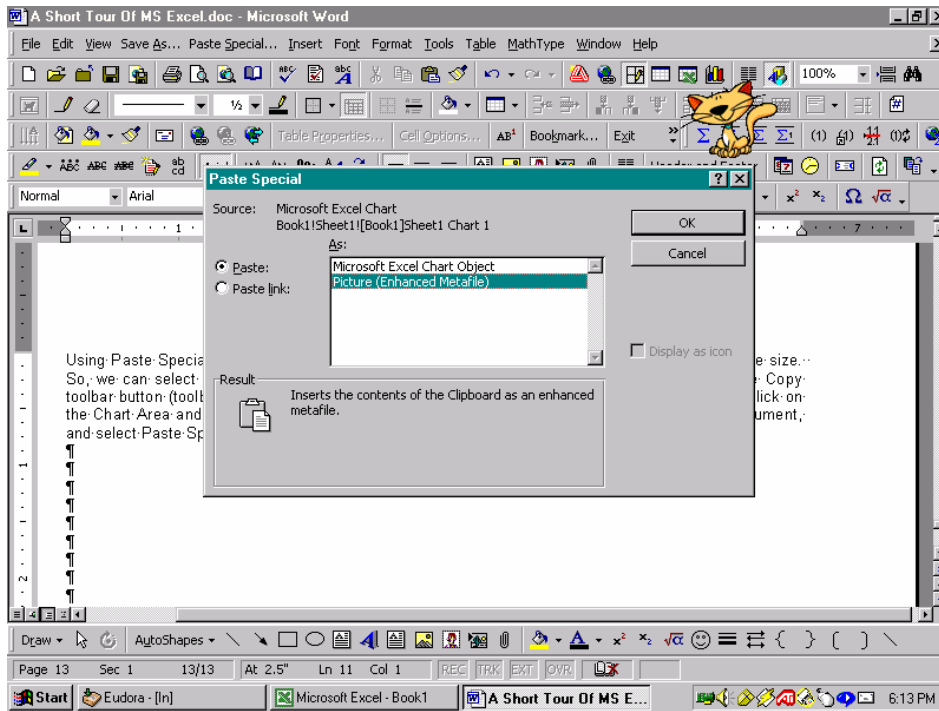 A Short Tour Of MS Excel.doc - Microsoft Word
File Edit View Save As... Paste Special... Insert Font Format Tools Table MathType Window Help
100%
½
Table Properties... Cell Options... AB¹ Bookmark... Exit
Normal Arial
Paste Special
Source: Microsoft Excel Chart
Book1!Sheet1![Book1]Sheet1 Chart 1
As:
Paste:
Paste link:
Microsoft Excel Chart Object
Picture (Enhanced Metafile)
OK
Cancel
Display as icon
Result
Inserts the contents of the Clipboard as an enhanced
metafile.
Using Paste Specia e size.
So, we can select Copy
toolbar button (toolb lick on
the Chart Area and ument,
and select Paste Sp
Draw AutoShapes
Page 13 Sec 1 13/13 At 2.5" Ln 11 Col 1 REC TRK EXT OVR
Start Eudora - [In] Microsoft Excel - Book1 A Short Tour Of MS E... 6:13 PM